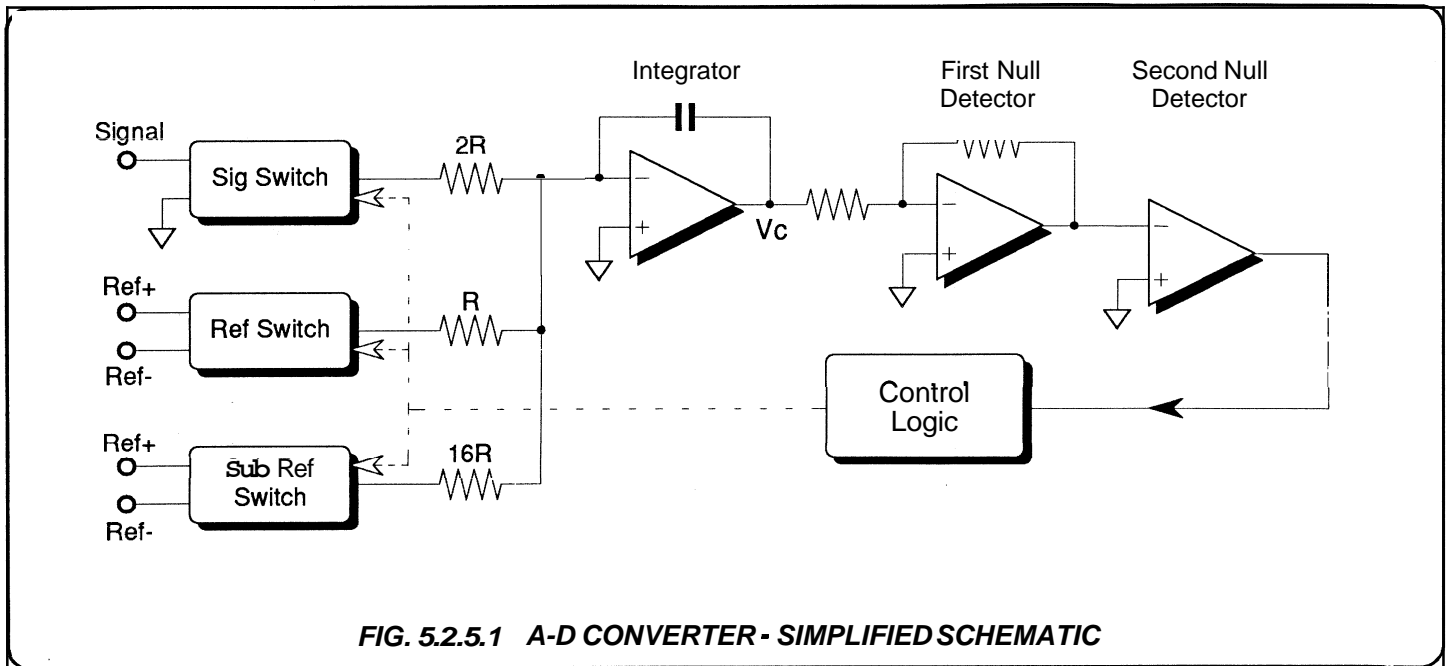 Integrator
First Null
Detector
Second Null
Detector
Signal
Sig Switch
2R
−
+
Vc
−
+
−
+
Ref+
Ref Switch
R
Ref-
Control
Logic
Ref+
Sub Ref
Switch
16R
Ref-
FIG. 5.2.5.1 A-D CONVERTER - SIMPLIFIED SCHEMATIC